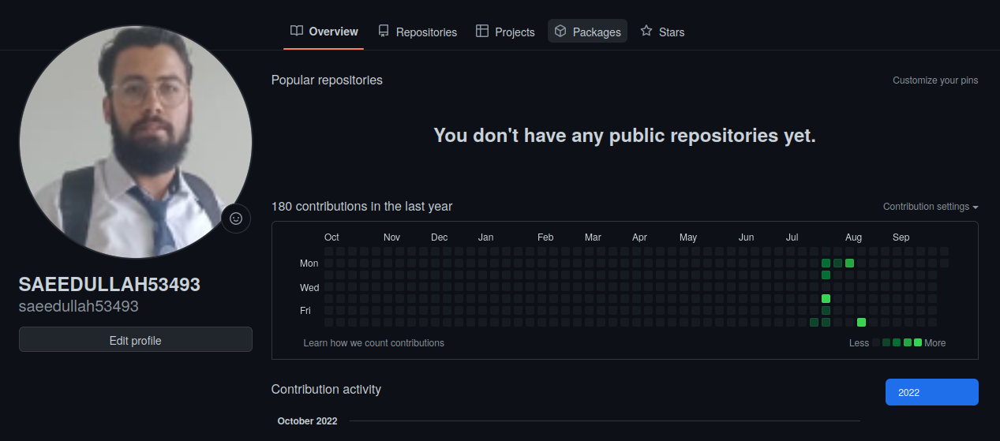 Overview Repositories Projects Packages Stars
Popular repositories Customize your pins
You don't have any public repositories yet.
180 contributions in the last year Contribution settings
Oct Nov Dec Jan Feb Mar Apr May Jun Jul Aug Sep
Mon
Wed
Fri
Learn how we count contributions Less More
SAEEDULLAH53493
saeedullah53493
Edit profile
Contribution activity 2022
October 2022